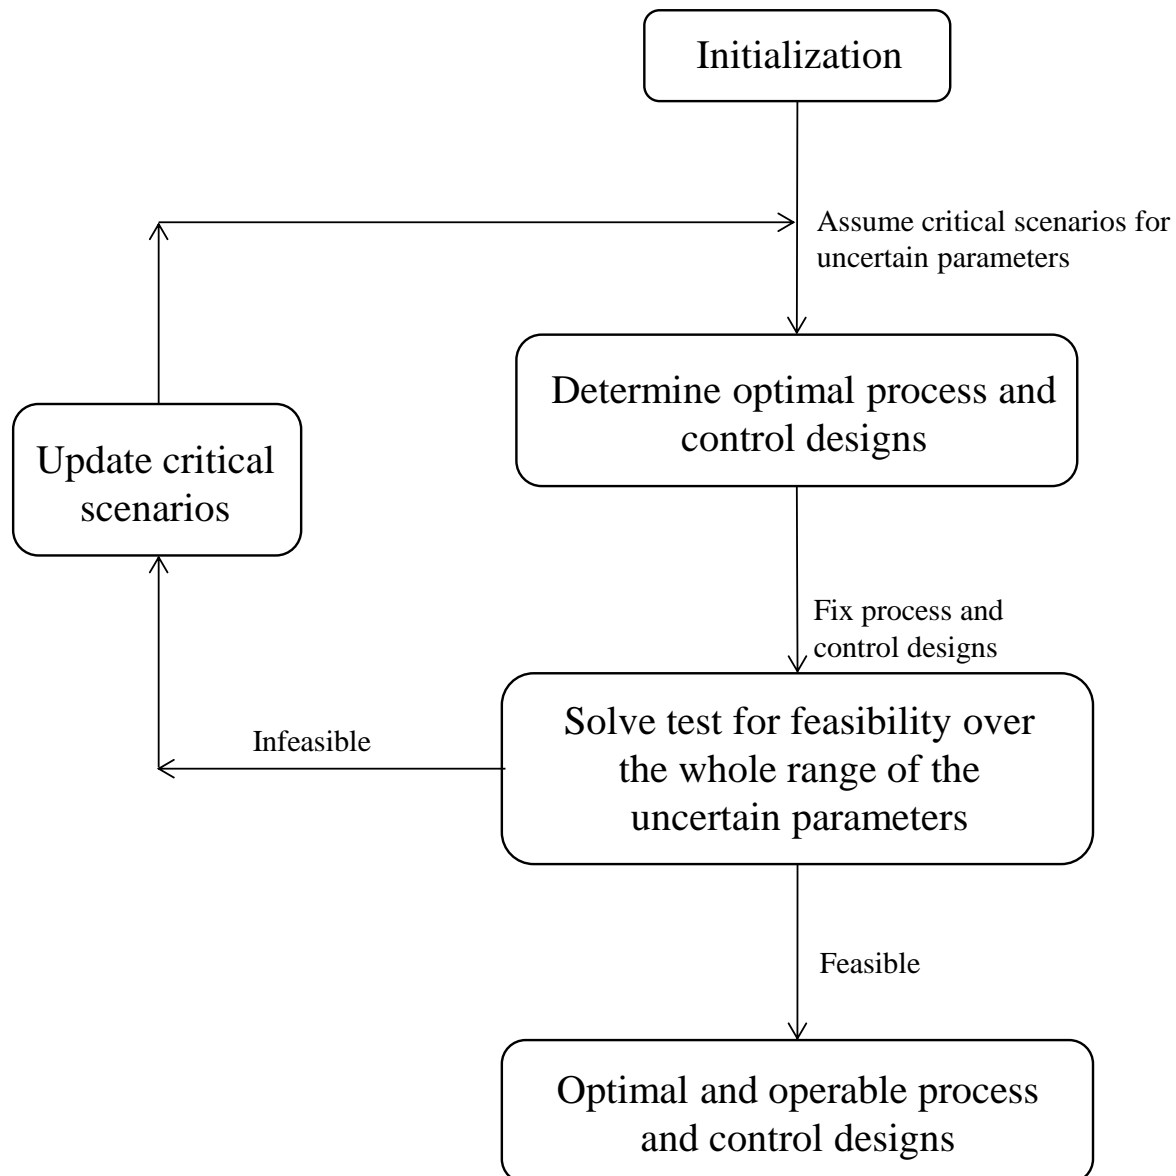 Initialization
Assume critical scenarios for
uncertain parameters
Determine optimal process and
control designs
Update critical
scenarios
Fix process and
control designs
Solve test for feasibility over
the whole range of the
uncertain parameters
Infeasible
Feasible
Optimal and operable process
and control designs